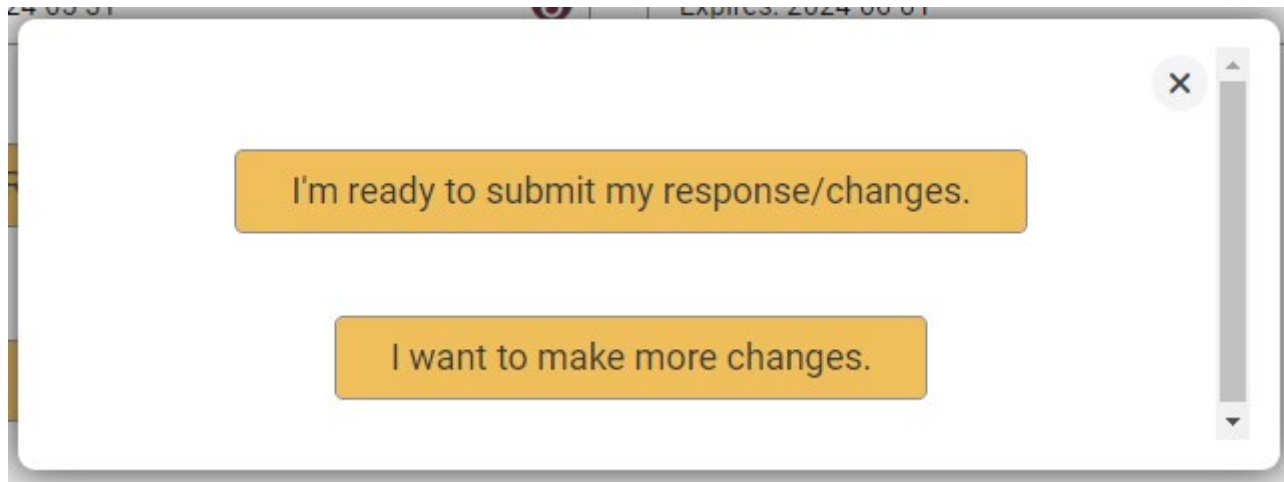 I'm ready to submit my response/changes.
I want to make more changes.